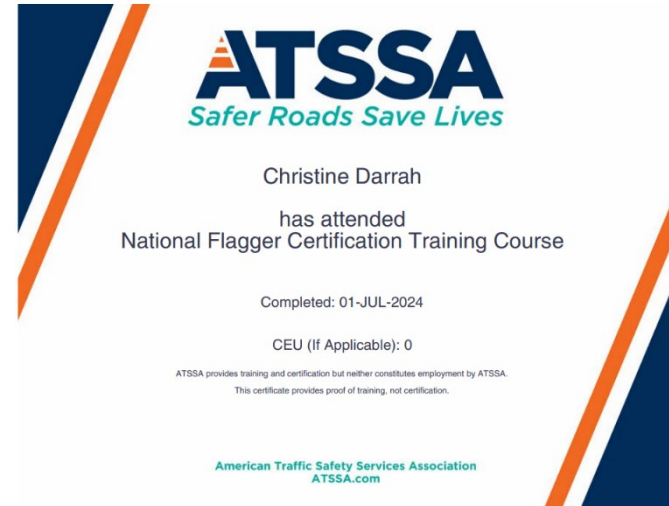 ATSSA
Safer Roads Save Lives
Christine Darrah
has attended
National Flagger Certification Training Course
Completed: 01-JUL-2024
CEU (If Applicable): 0
ATSSA provides training and certification but neither constitutes employment by ATSSA.
This certificate provides proof of training, not certification.
American Traffic Safety Services Association
ATSSA.com